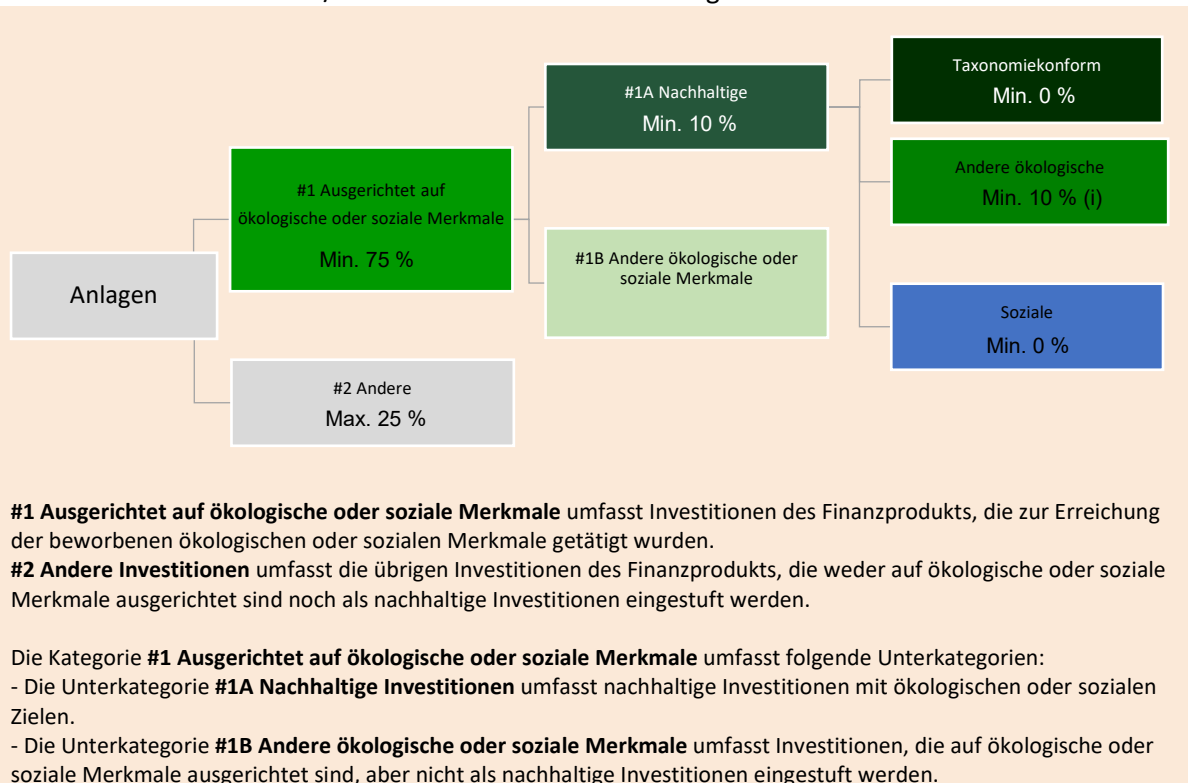 Taxonomiekonform
Min. 0 %
#1A Nachhaltige
Min. 10 %
Andere ökologische
Min. 10 % (i)
#1 Ausgerichtet auf
ökologische oder soziale Merkmale
Min. 75 %
#1B Andere ökologische oder
soziale Merkmale
Anlagen
Soziale
Min. 0 %
#2 Andere
Max. 25 %
#1 Ausgerichtet auf ökologische oder soziale Merkmale umfasst Investitionen des Finanzprodukts, die zur Erreichung
der beworbenen ökologischen oder sozialen Merkmale getätigt wurden.
#2 Andere Investitionen umfasst die übrigen Investitionen des Finanzprodukts, die weder auf ökologische oder soziale
Merkmale ausgerichtet sind noch als nachhaltige Investitionen eingestuft werden.
Die Kategorie #1 Ausgerichtet auf ökologische oder soziale Merkmale umfasst folgende Unterkategorien:
- Die Unterkategorie #1A Nachhaltige Investitionen umfasst nachhaltige Investitionen mit ökologischen oder sozialen
Zielen.
- Die Unterkategorie #1B Andere ökologische oder soziale Merkmale umfasst Investitionen, die auf ökologische oder
soziale Merkmale ausgerichtet sind, aber nicht als nachhaltige Investitionen eingestuft werden.